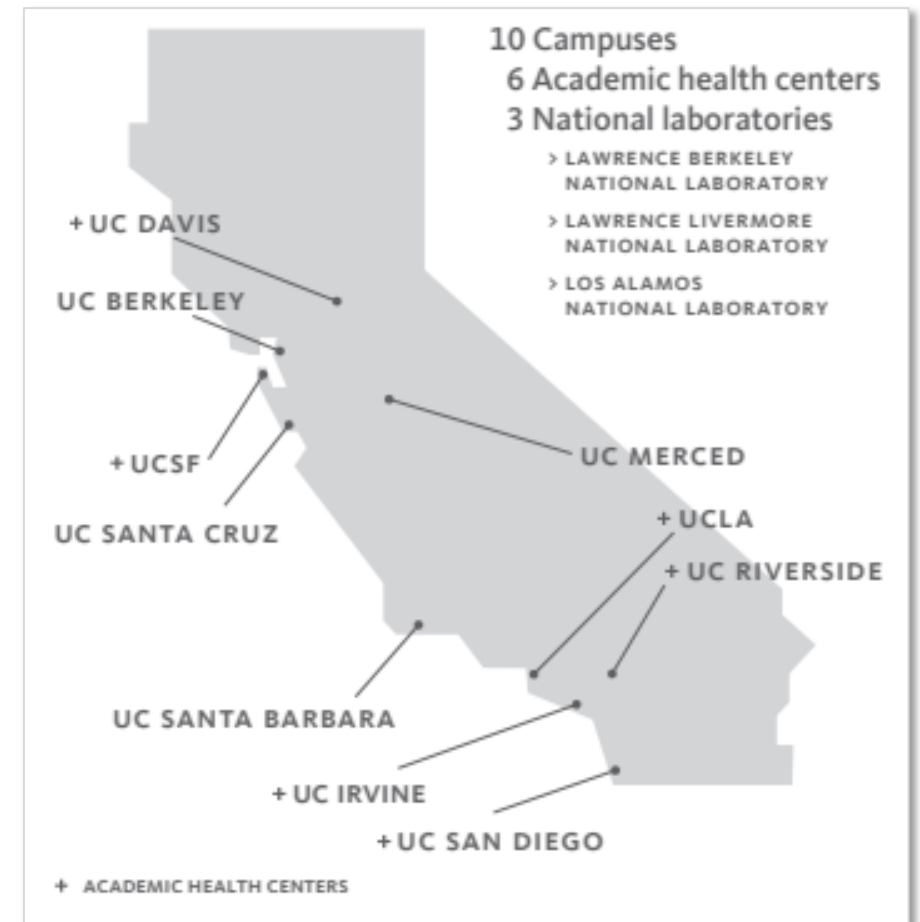 10 Campuses
6 Academic health centers
3 National laboratories
> LAWRENCE BERKELEY
NATIONAL LABORATORY
> LAWRENCE LIVERMORE
NATIONAL LABORATORY
> LOS ALAMOS
NATIONAL LABORATORY
+ UC DAVIS
UC BERKELEY
+ UCSF
UC MERCED
UC SANTA CRUZ
+ UCLA
+ UC RIVERSIDE
UC SANTA BARBARA
+ UC IRVINE
+ UC SAN DIEGO
+ ACADEMIC HEALTH CENTERS